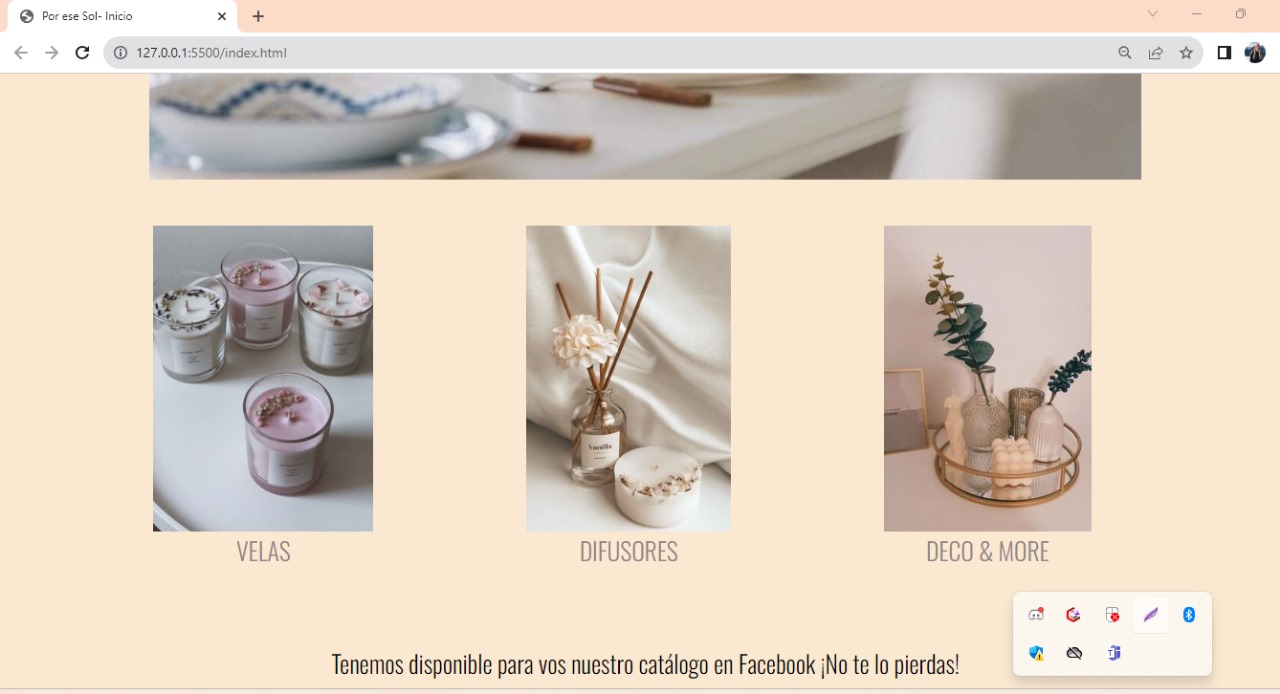 Por ese Sol- Inicio
127.0.0.1:5500/index.html
Vanilla
VELAS
DIFUSORES
DECO & MORE
Tenemos disponible para vos nuestro catálogo en Facebook ¡No te lo pierdas!